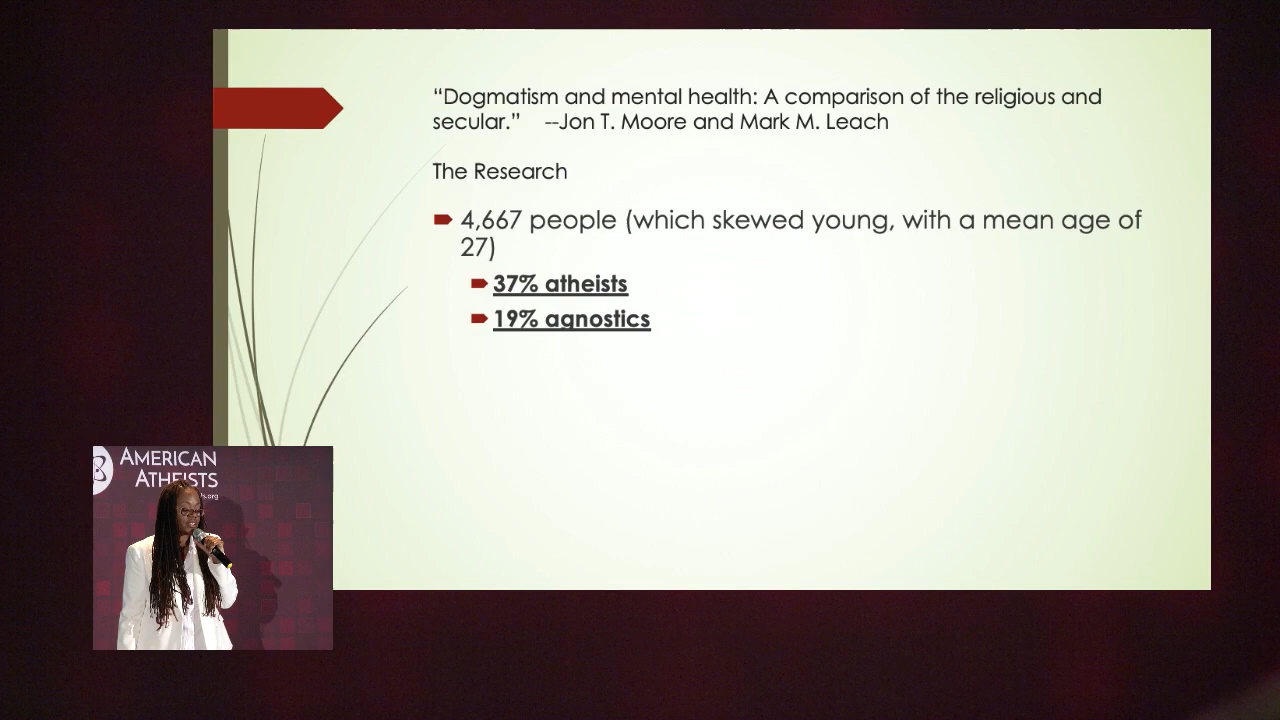 “Dogmatism and mental health: A comparison of the religious and
secular.” --Jon T. Moore and Mark M. Leach
The Research
4,667 people (which skewed young, with a mean age of
27)
37% atheists
19% agnostics
AMERICAN
ATHEISTS
s.org